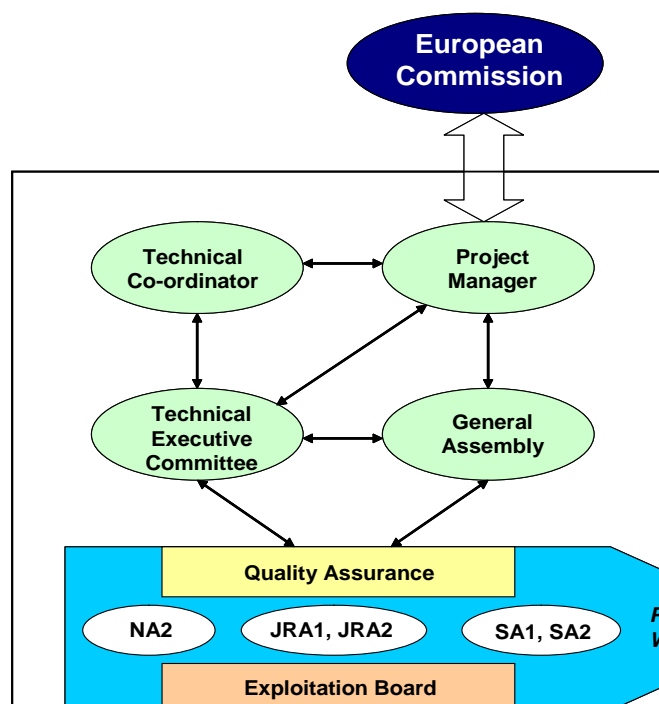 European
Commission
Technical
Co-ordinator
Project
Manager
Technical
Executive
Committee
General
Assembly
Quality Assurance
NA2
JRA1, JRA2
SA1, SA2
Exploitation Board